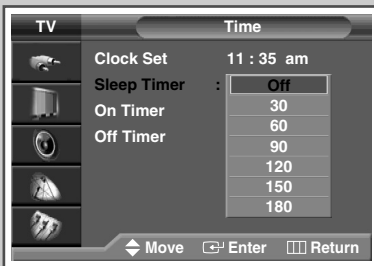 TV Time
Clock Set 11 : 35 am
Sleep Timer : Off
On Timer 30
60
Off Timer 90
120
150
180
Move Enter Return